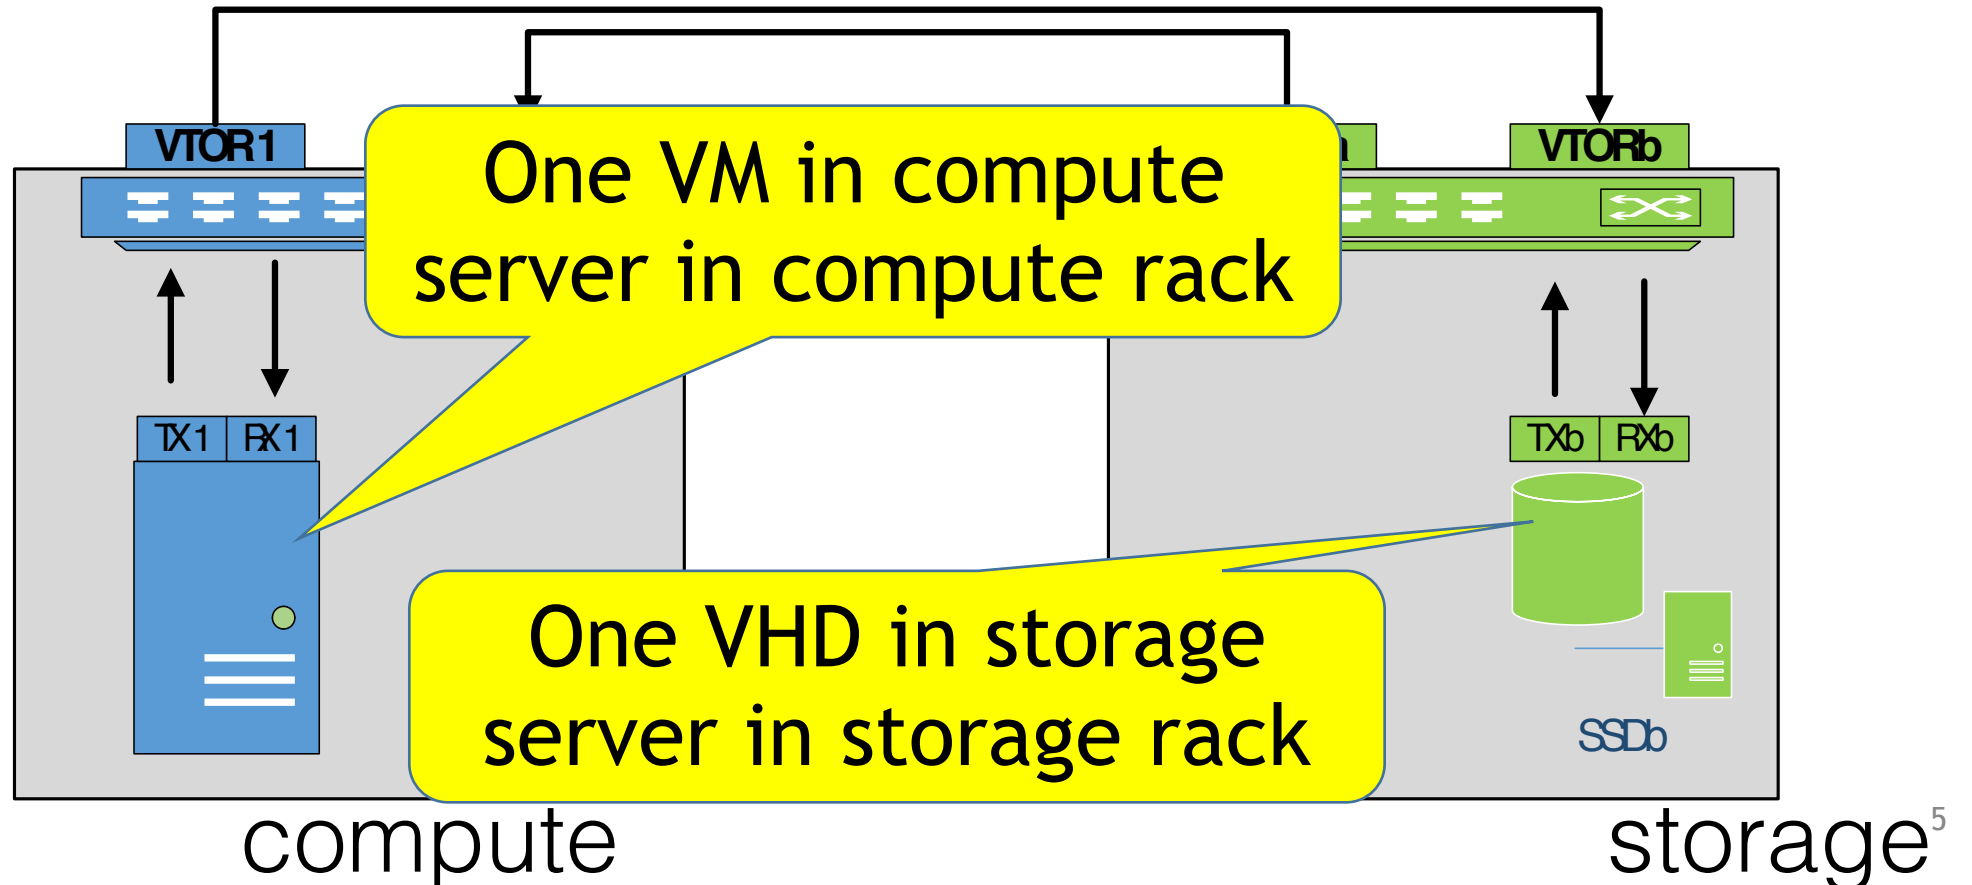 VTOR1
a
VTORb
One VM in compute
server in compute rack
TX1 RX1
TXb RXb
One VHD in storage
server in storage rack
SSDb
compute
storage
5